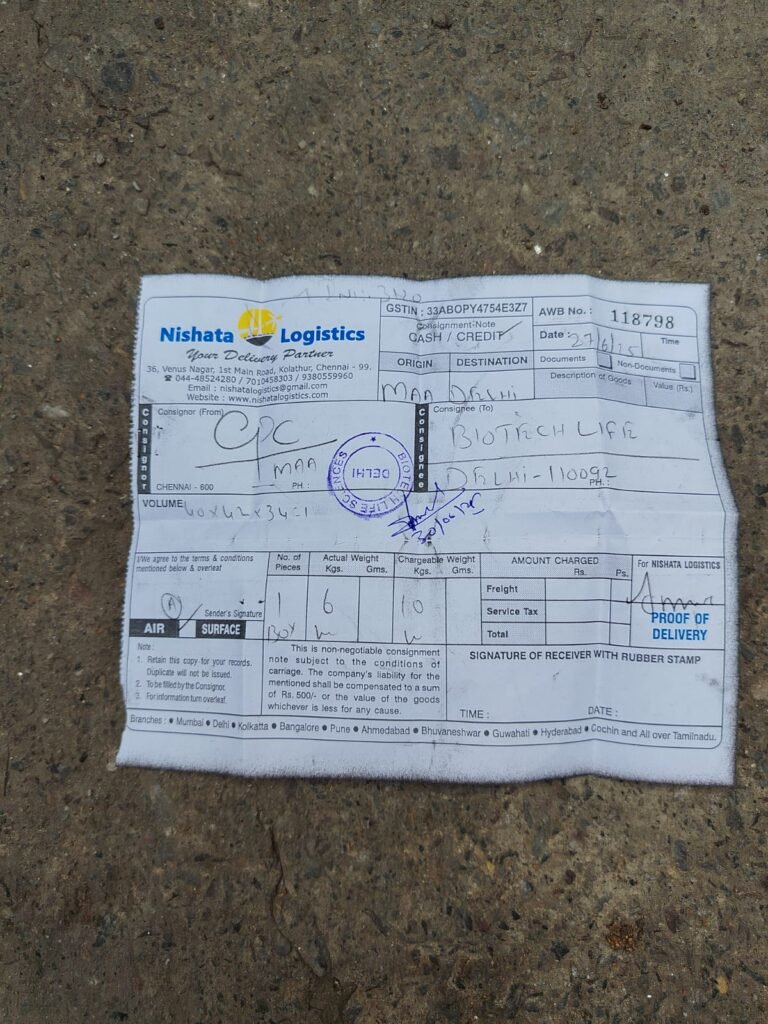 Nishata Logistics
Your Delivery Partner
36, Venus Nagar, 1st Main Road, Kolathur, Chennai - 99.
☎ 044-48524280 / 7010458303 / 9380559960
Email : nishatalogistics@gmail.com
Website : www.nishatalogistics.com
GSTIN : 33ABOPY4754E3Z7
Consignment-Note
CASH / CREDIT
ORIGIN DESTINATION
MAA DELHI
AWB No.: 118798
Date : 27/6/25 Time
Documents Non-Documents
Description of Goods Value (Rs.)
Consignor
Consignor (From)
CPC
MAA
CHENNAI - 600 PH :
Consignee
Consignee (To)
BIOTECH LIFE
DELHI-110092
PH.:
BIOTECH LIFE SCIENCES
DELHI
30/06/25
VOLUME 40x42x34=1
I/We agree to the terms & conditions
mentioned below & overleaf
A
Sender's Signature
AIR SURFACE
No. of Pieces
1
BOX
Actual Weight
Kgs. Gms.
6
Chargeable Weight
Kgs. Gms.
10
AMOUNT CHARGED
Rs. Ps.
Freight
Service Tax
Total
For NISHATA LOGISTICS
PROOF OF
DELIVERY
Note :
1. Retain this copy for your records.
Duplicate will not be issued.
2. To be filled by the Consignor.
3. For information turn overleaf.
This is non-negotiable consignment
note subject to the conditions of
carriage. The company's liability for the
mentioned shall be compensated to a sum
of Rs. 500/- or the value of the goods
whichever is less for any cause.
SIGNATURE OF RECEIVER WITH RUBBER STAMP
TIME : DATE :
Branches : ● Mumbai ● Delhi ● Kolkatta ● Bangalore ● Pune ● Ahmedabad ● Bhuvaneshwar ● Guwahati ● Hyderabad ● Cochin and All over Tamilnadu.